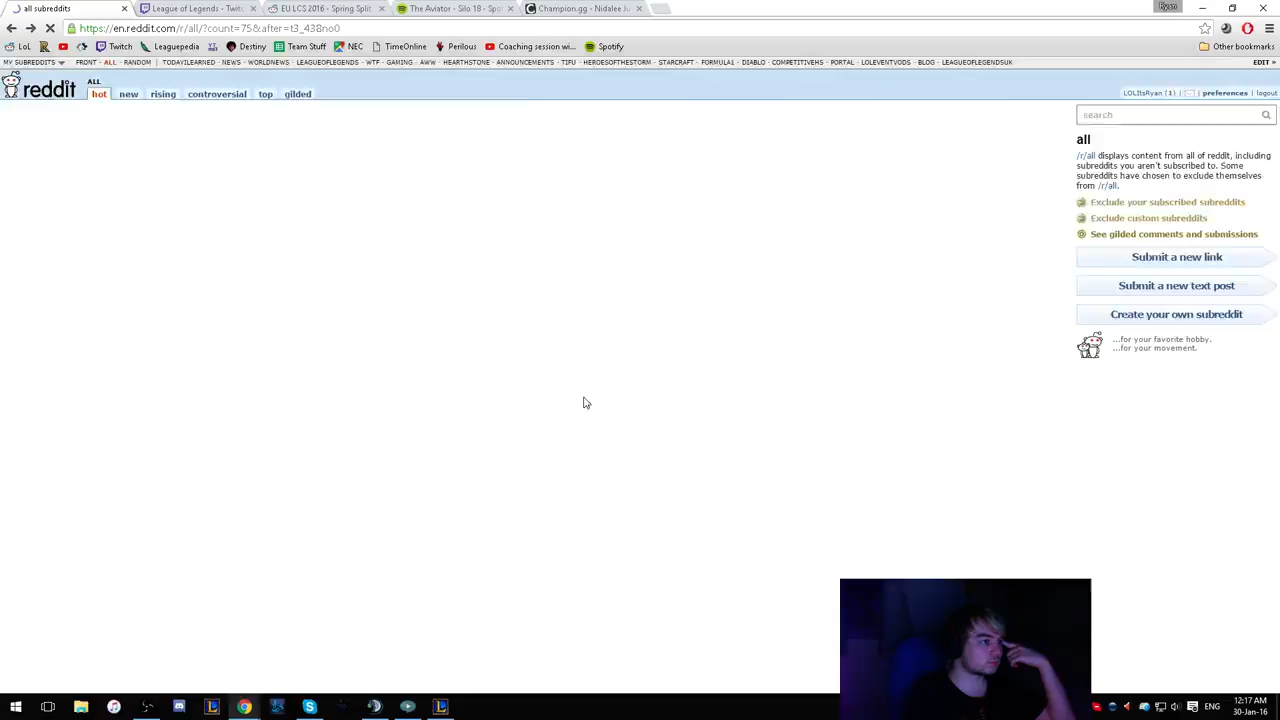 all subreddits
League of Legends - Twitc
EU LCS 2016 - Spring Split
The Aviator - Silo 18 - Spo
Champion.gg - Nidalee Ju
Ryan
https://en.reddit.com/r/all/?count=75&after=t3_438no0
LoL
Twitch
Leaguepedia
Destiny
Team Stuff
NEC
TimeOnline
Perilous
Coaching session wi...
Spotify
Other bookmarks
MY SUBREDDITS FRONT - ALL - RANDOM | TODAYILEARNED - NEWS - WORLDNEWS - LEAGUEOFLEGENDS - WTF - GAMING - AWW - HEARTHSTONE - ANNOUNCEMENTS - TIFU - HEROESOFTHESTORM - STARCRAFT - FORMULA1 - DIABLO - COMPETITIVEHS - PORTAL - LOLEVENTVODS - BLOG - LEAGUEOFLEGENDSUK EDIT »
reddit ALL
hot new rising controversial top gilded
LOLItsRyan (1) | | preferences | logout
search
all
/r/all displays content from all of reddit, including
subreddits you aren't subscribed to. Some
subreddits have chosen to exclude themselves
from /r/all.
Exclude your subscribed subreddits
Exclude custom subreddits
See gilded comments and submissions
Submit a new link
Submit a new text post
Create your own subreddit
...for your favorite hobby.
...for your movement.
ENG
12:17 AM
30-Jan-16